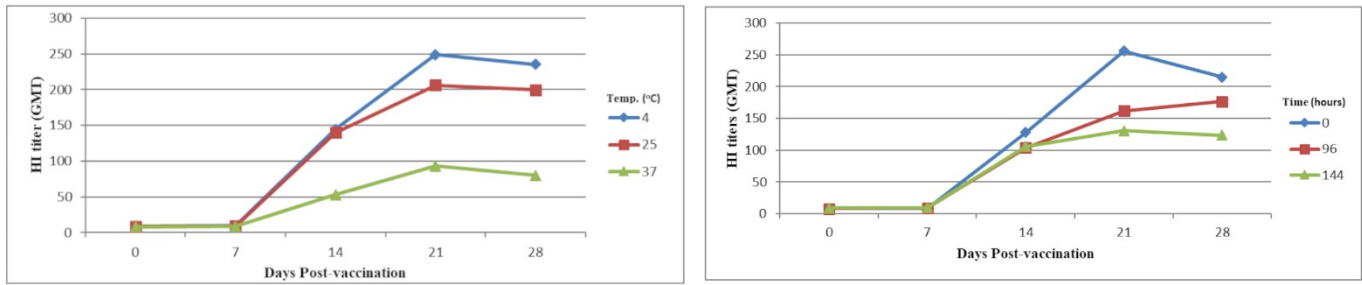 300
250
200
150
100
50
0
HI titer (GMT)
0 7 14 21 28
Days Post-vaccination
Temp. (°C)
4
25
37
300
250
200
150
100
50
0
HI titers (GMT)
0 7 14 21 28
Days Post-vaccination
Time (hours)
0
96
144